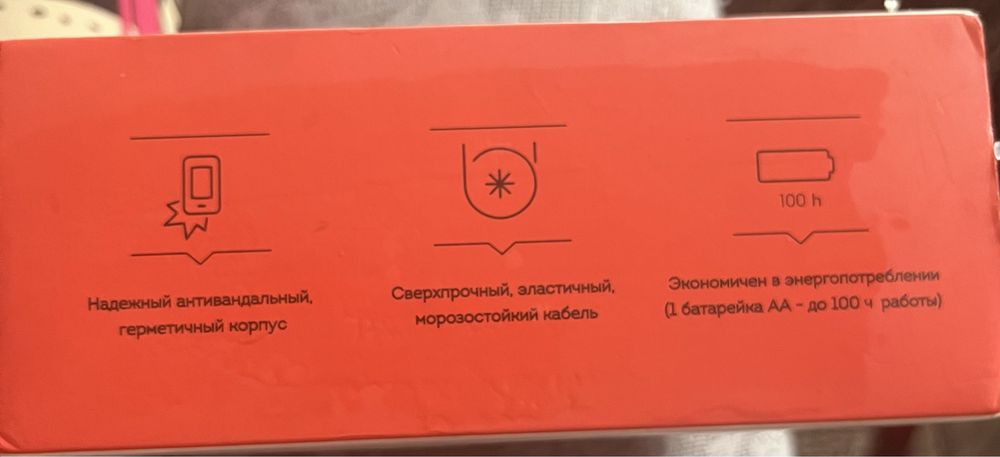 100 h
Надежный антивандальный,
герметичный корпус
Сверхпрочный, эластичный,
морозостойкий кабель
Экономичен в энергопотреблении
(1 батарейка АА - до 100 ч работы)